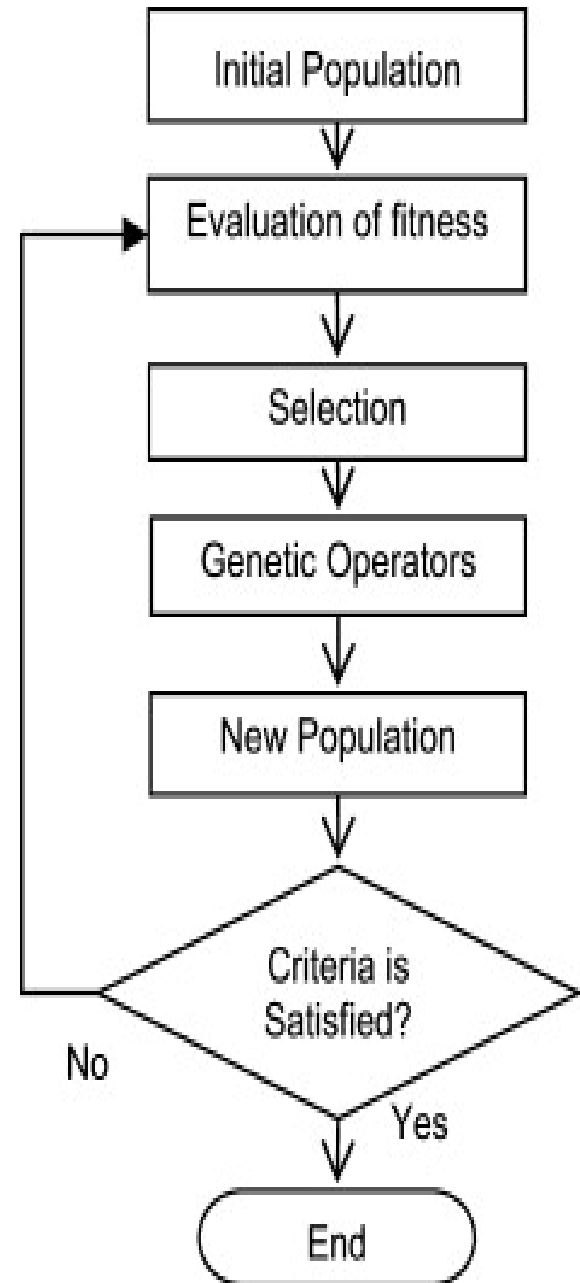 Initial Population
Evaluation of fitness
Selection
Genetic Operators
New Population
Criteria is
Satisfied?
No
Yes
End